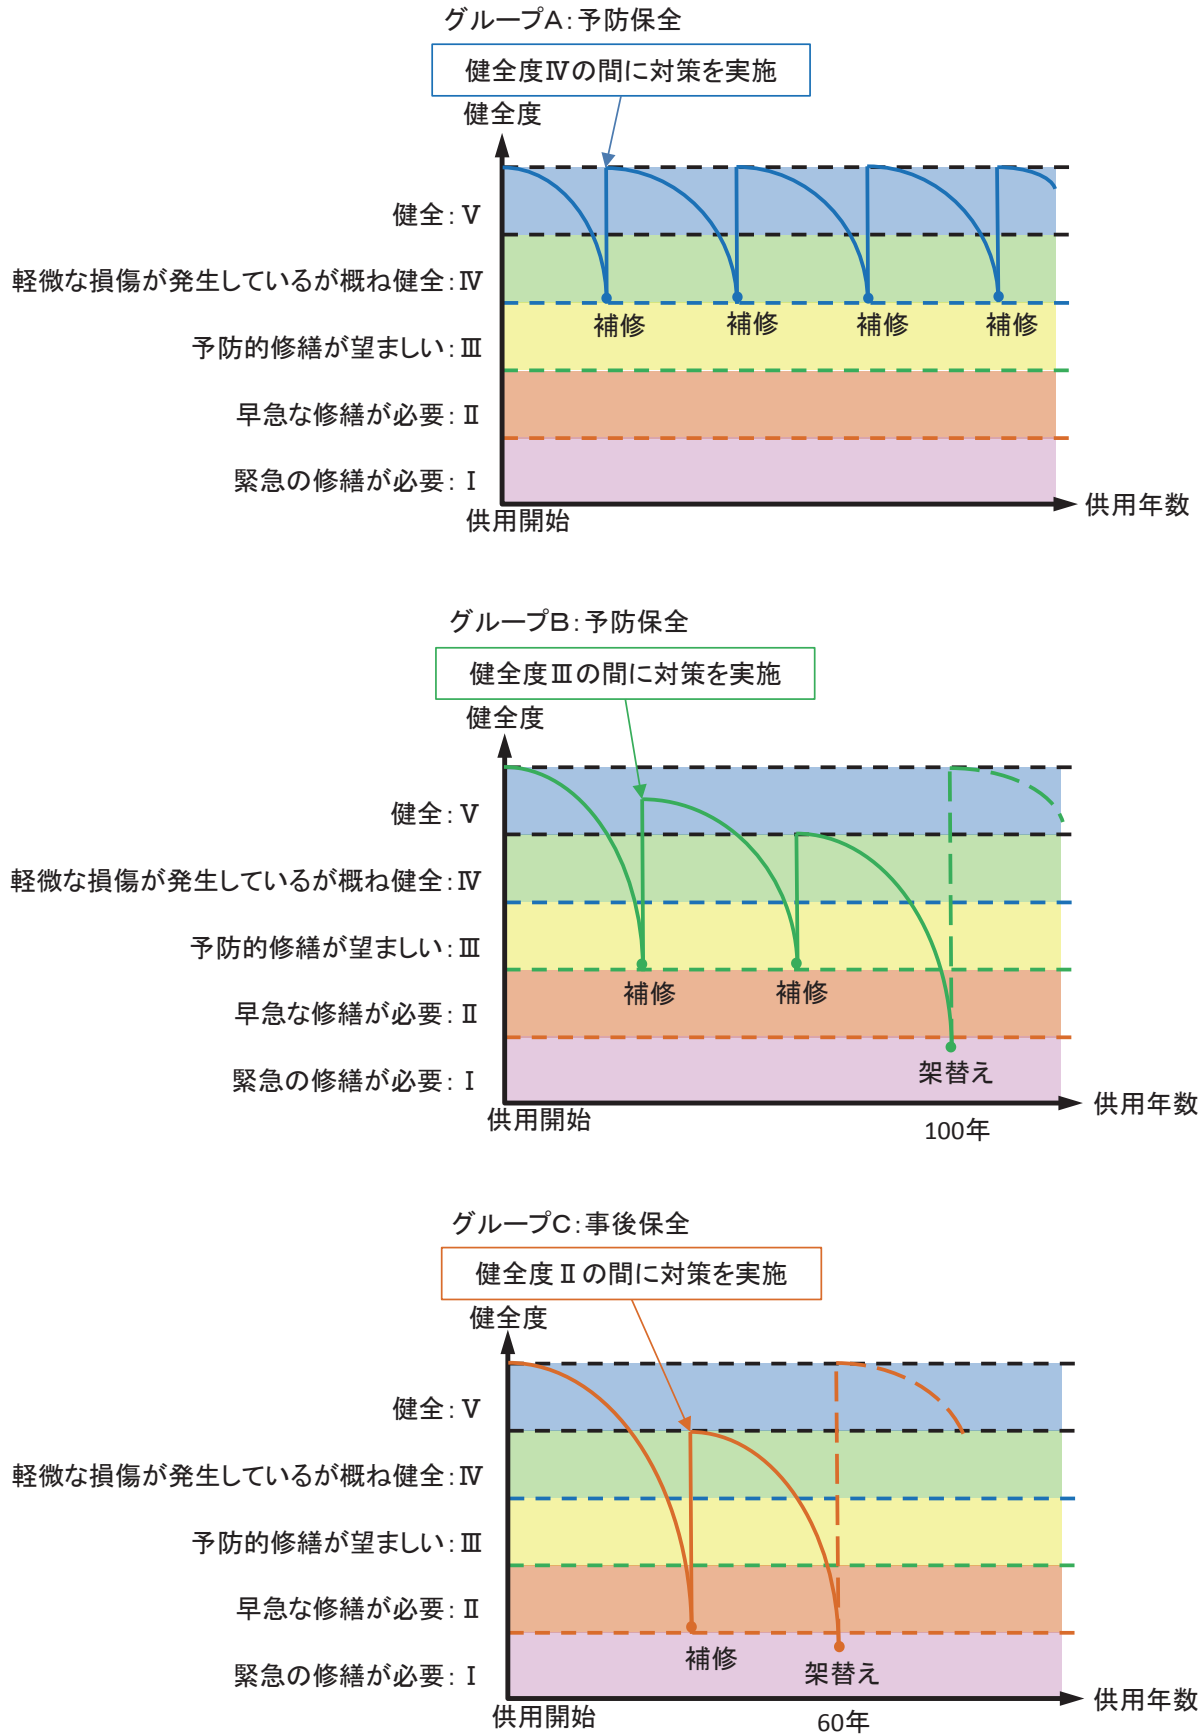 グループA：予防保全
健全度Ⅳの間に対策を実施
健全度
健全：Ⅴ
軽微な損傷が発生しているが概ね健全：Ⅳ
補修 補修 補修 補修
予防的修繕が望ましい：Ⅲ
早急な修繕が必要：Ⅱ
緊急の修繕が必要：Ⅰ
供用年数
供用開始
グループB：予防保全
健全度Ⅲの間に対策を実施
健全度
健全：Ⅴ
軽微な損傷が発生しているが概ね健全：Ⅳ
予防的修繕が望ましい：Ⅲ
補修 補修
早急な修繕が必要：Ⅱ
架替え
緊急の修繕が必要：Ⅰ
供用年数
供用開始
100年
グループC：事後保全
健全度Ⅱの間に対策を実施
健全度
健全：Ⅴ
軽微な損傷が発生しているが概ね健全：Ⅳ
予防的修繕が望ましい：Ⅲ
早急な修繕が必要：Ⅱ
補修
架替え
緊急の修繕が必要：Ⅰ
供用年数
供用開始
60年